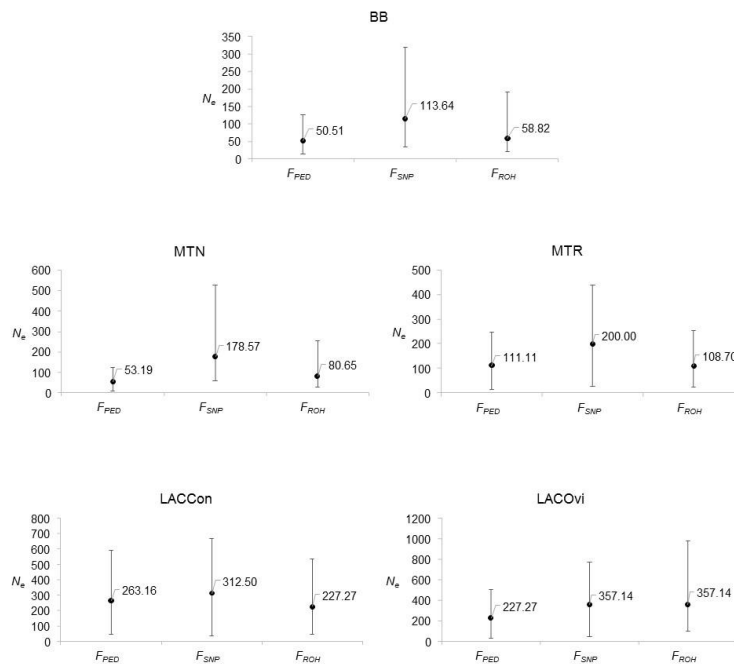 BB
350
300
250
200
150
100
50
0
Ne
50.51
113.64
58.82
FPED
FSNP
FROH
MTN
600
500
400
300
200
100
0
Ne
53.19
178.57
80.65
FPED
FSNP
FROH
MTR
500
400
300
200
100
0
Ne
111.11
200.00
108.70
FPED
FSNP
FROH
LACCon
800
700
600
500
400
300
200
100
0
Ne
263.16
312.50
227.27
FPED
FSNP
FROH
LACOvi
1200
1000
800
600
400
200
0
Ne
227.27
357.14
357.14
FPED
FSNP
FROH